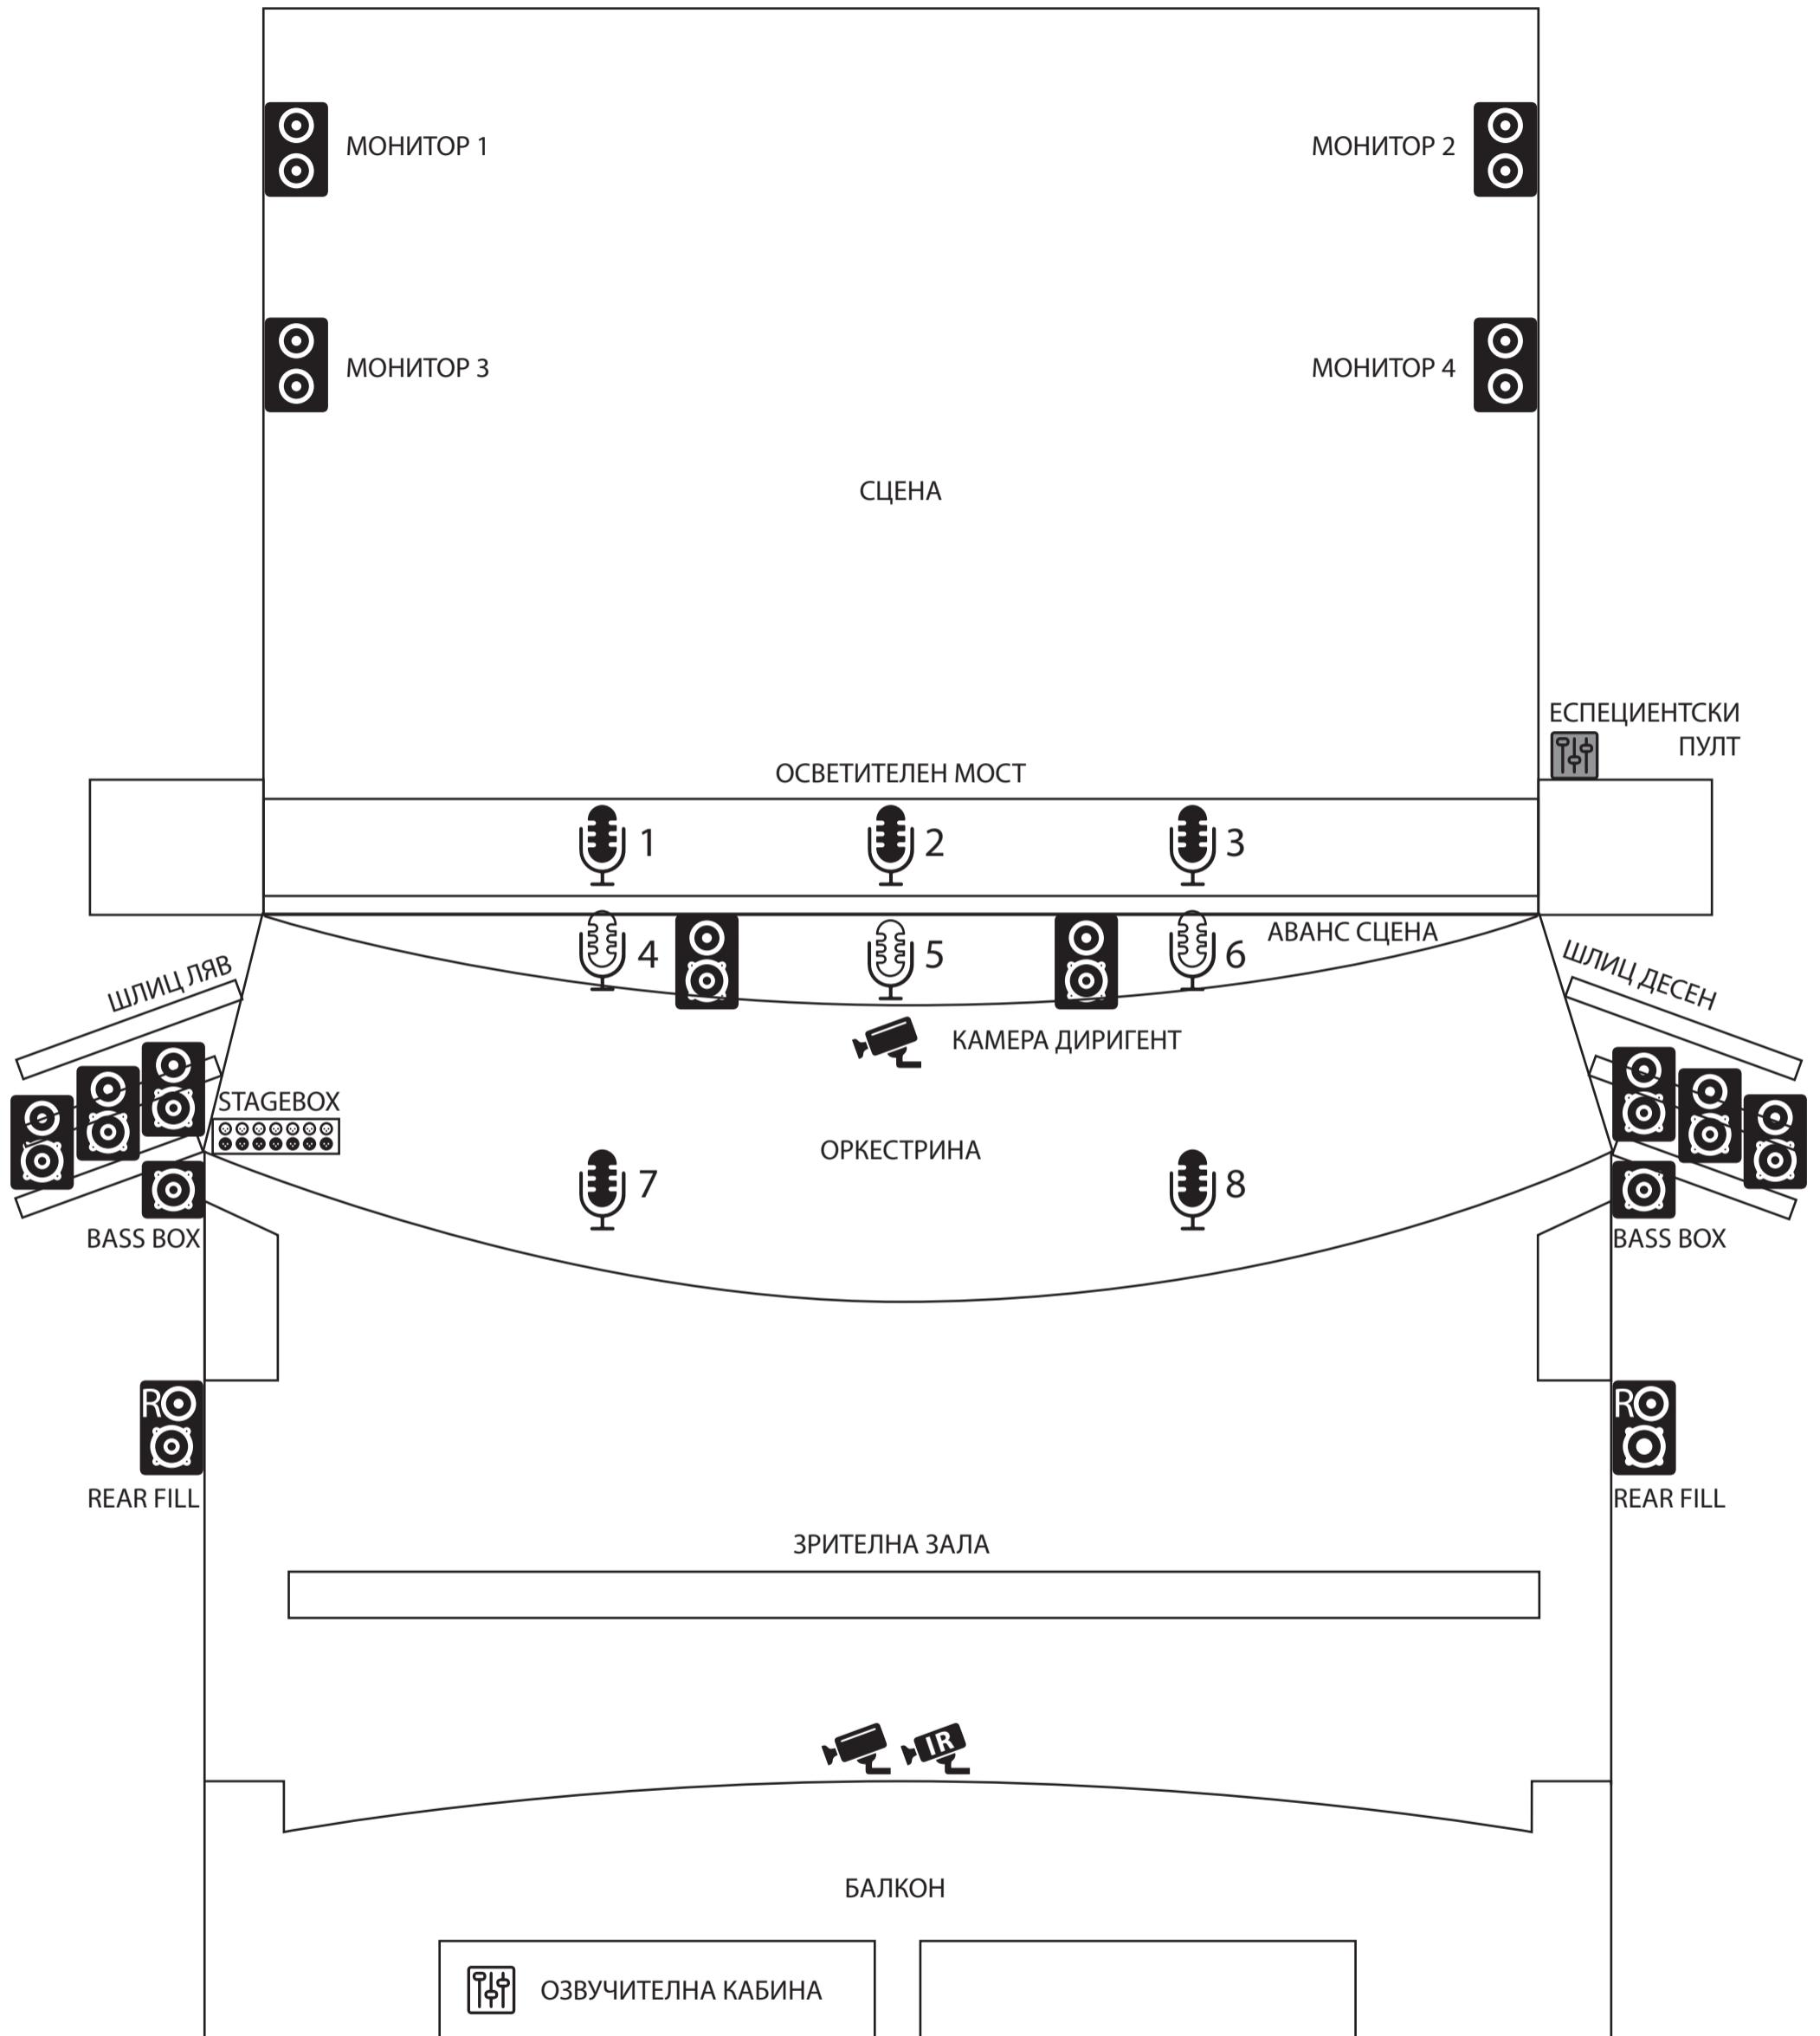 МОНИТОР 1
МОНИТОР 2
МОНИТОР 3
МОНИТОР 4
СЦЕНА
ЕСПЕЦИЕНТСКИ
ПУЛТ
ОСВЕТИТЕЛЕН МОСТ
1
2
3
АВАНС СЦЕНА
4
5
6
ШЛИЦ ЛЯВ
ШЛИЦ ДЕСЕН
КАМЕРА ДИРИГЕНТ
STAGEBOX
ОРКЕСТРИНА
7
8
BASS BOX
BASS BOX
R
R
REAR FILL
REAR FILL
ЗРИТЕЛНА ЗАЛА
IR
БАЛКОН
ОЗВУЧИТЕЛНА КАБИНА